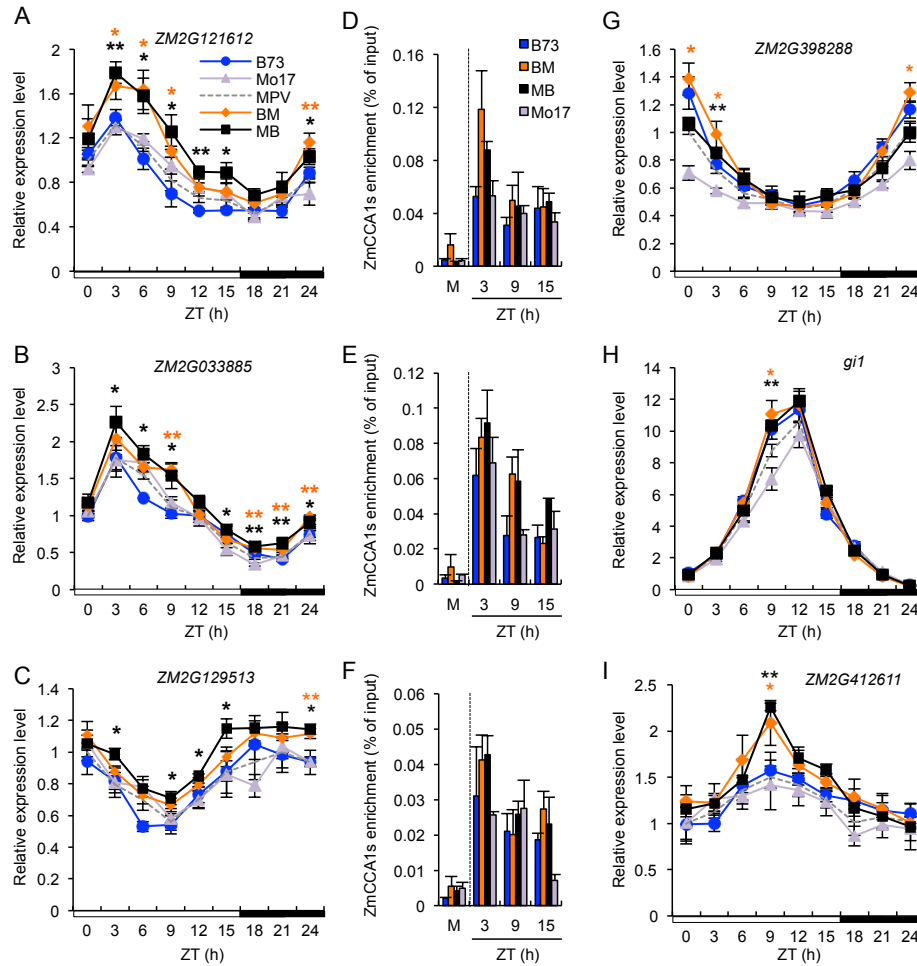 A
ZM2G121612
Relative expression level
2
1.6
1.2
0.8
0.4
0
* ** * * * * ** * **
B73
Mo17
MPV
BM
MB
0 3 6 9 12 15 18 21 24
ZT (h)
B
ZM2G033885
Relative expression level
3
2.5
2
1.5
1
0.5
0
* * ** * * ** ** ** ** ** *
0 3 6 9 12 15 18 21 24
ZT (h)
C
ZM2G129513
Relative expression level
1.4
1.2
1
0.8
0.6
0.4
0.2
0
* * * * ** *
0 3 6 9 12 15 18 21 24
ZT (h)
D
ZmCCA1s enrichment (% of input)
0.16
0.12
0.08
0.04
0.0
B73
BM
MB
Mo17
M 3 9 15
ZT (h)
E
ZmCCA1s enrichment (% of input)
0.12
0.10
0.08
0.06
0.04
0.02
0
M 3 9 15
ZT (h)
F
ZmCCA1s enrichment (% of input)
0.06
0.05
0.04
0.03
0.02
0.01
0.0
M 3 9 15
ZT (h)
G
ZM2G398288
Relative expression level
1.6
1.4
1.2
1
0.8
0.6
0.4
0.2
0
* * ** *
0 3 6 9 12 15 18 21 24
ZT (h)
H
gi1
Relative expression level
14
12
10
8
6
4
2
0
* **
0 3 6 9 12 15 18 21 24
ZT (h)
I
ZM2G412611
Relative expression level
2.5
2
1.5
1
0.5
0
** *
0 3 6 9 12 15 18 21 24
ZT (h)